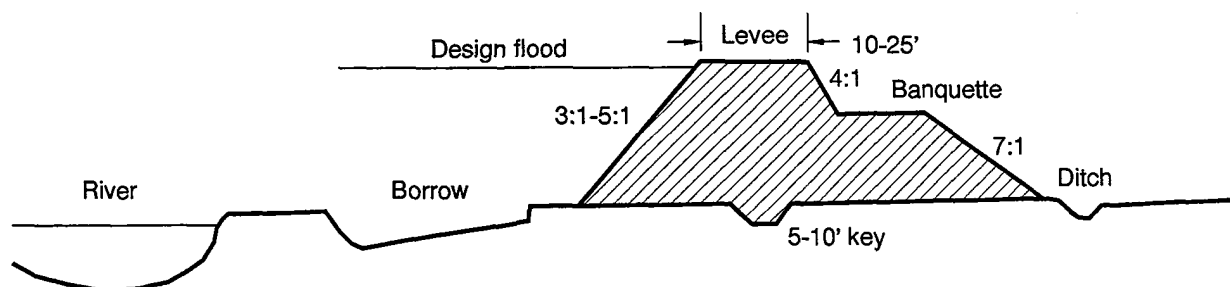 Levee
10-25'
Design flood
4:1
Banquette
3:1-5:1
7:1
River
Borrow
Ditch
5-10' key